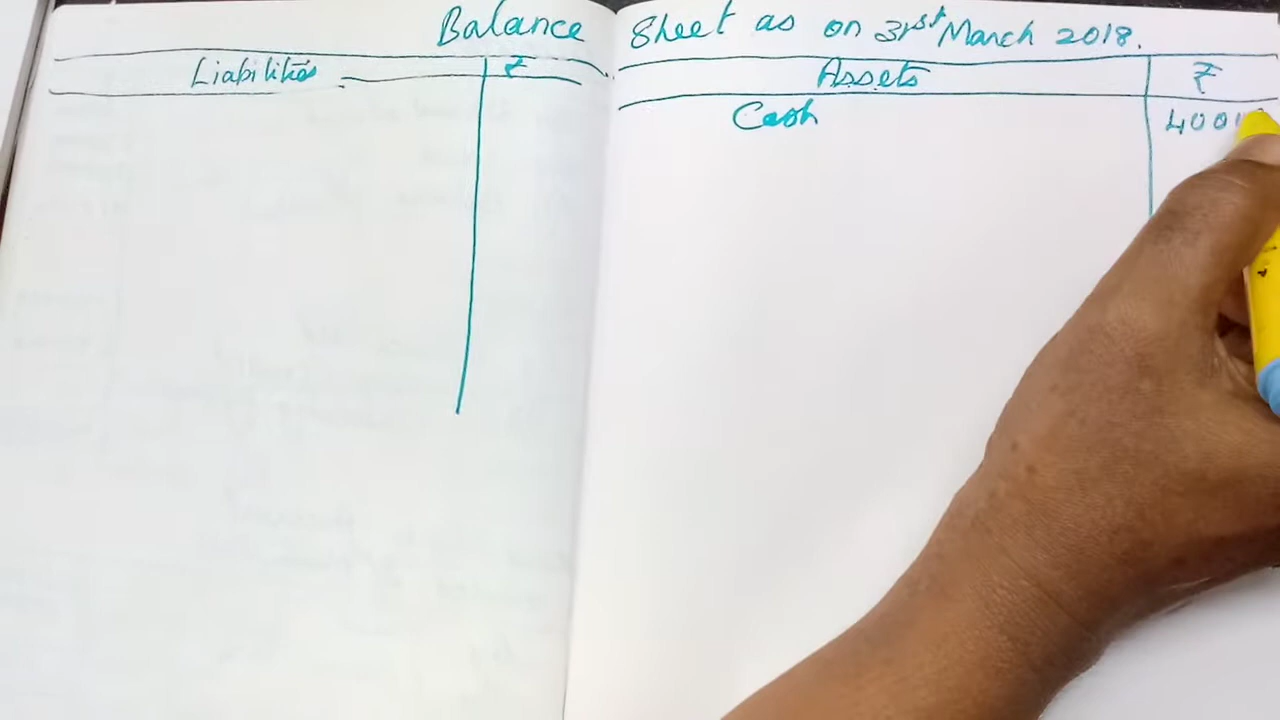 Balance Sheet as on 31st March 2018.
Liabilities ₹ Assets ₹
Cash